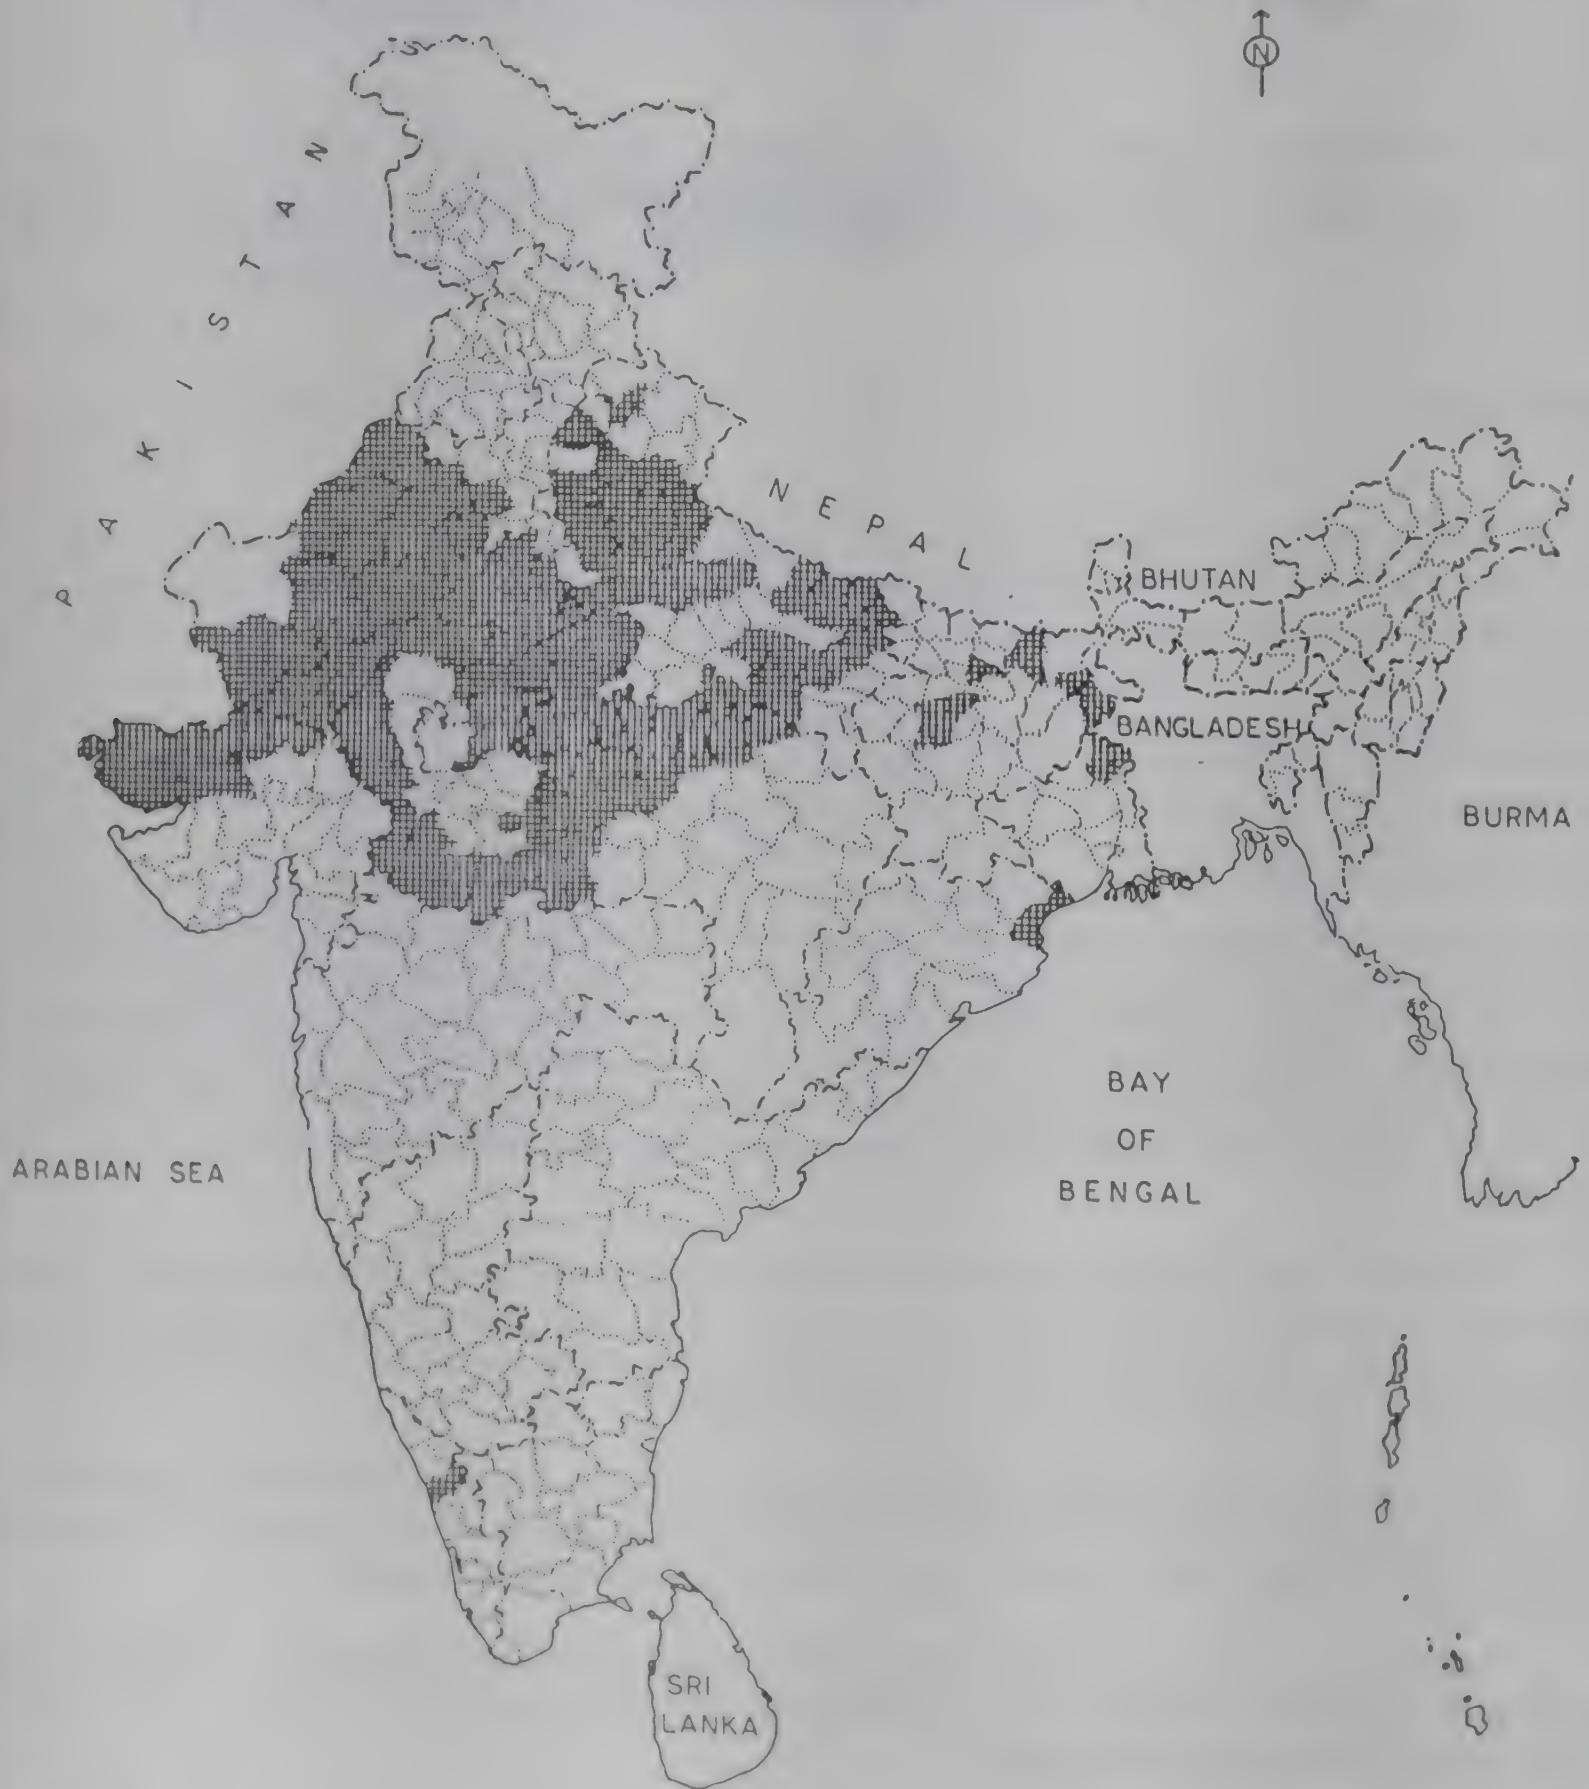 N
PAKISTAN
NEPAL
BHUTAN
BANGLADESH
BURMA
BAY
OF
BENGAL
ARABIAN SEA
SRI
LANKA